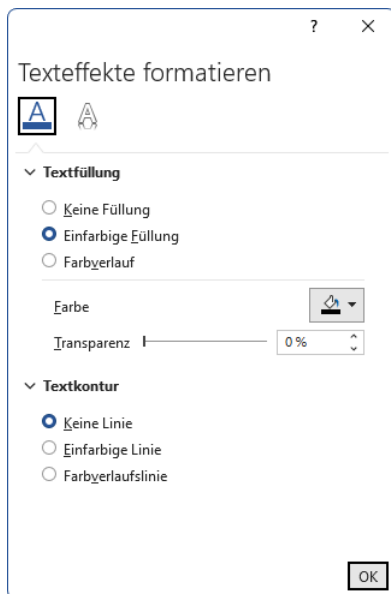 ?
Texteffekte formatieren
A A
Textfüllung
Keine Füllung
Einfarbige Füllung
Farbverlauf
Farbe
Transparenz 0 %
Textkontur
Keine Linie
Einfarbige Linie
Farbverlaufslinie
OK